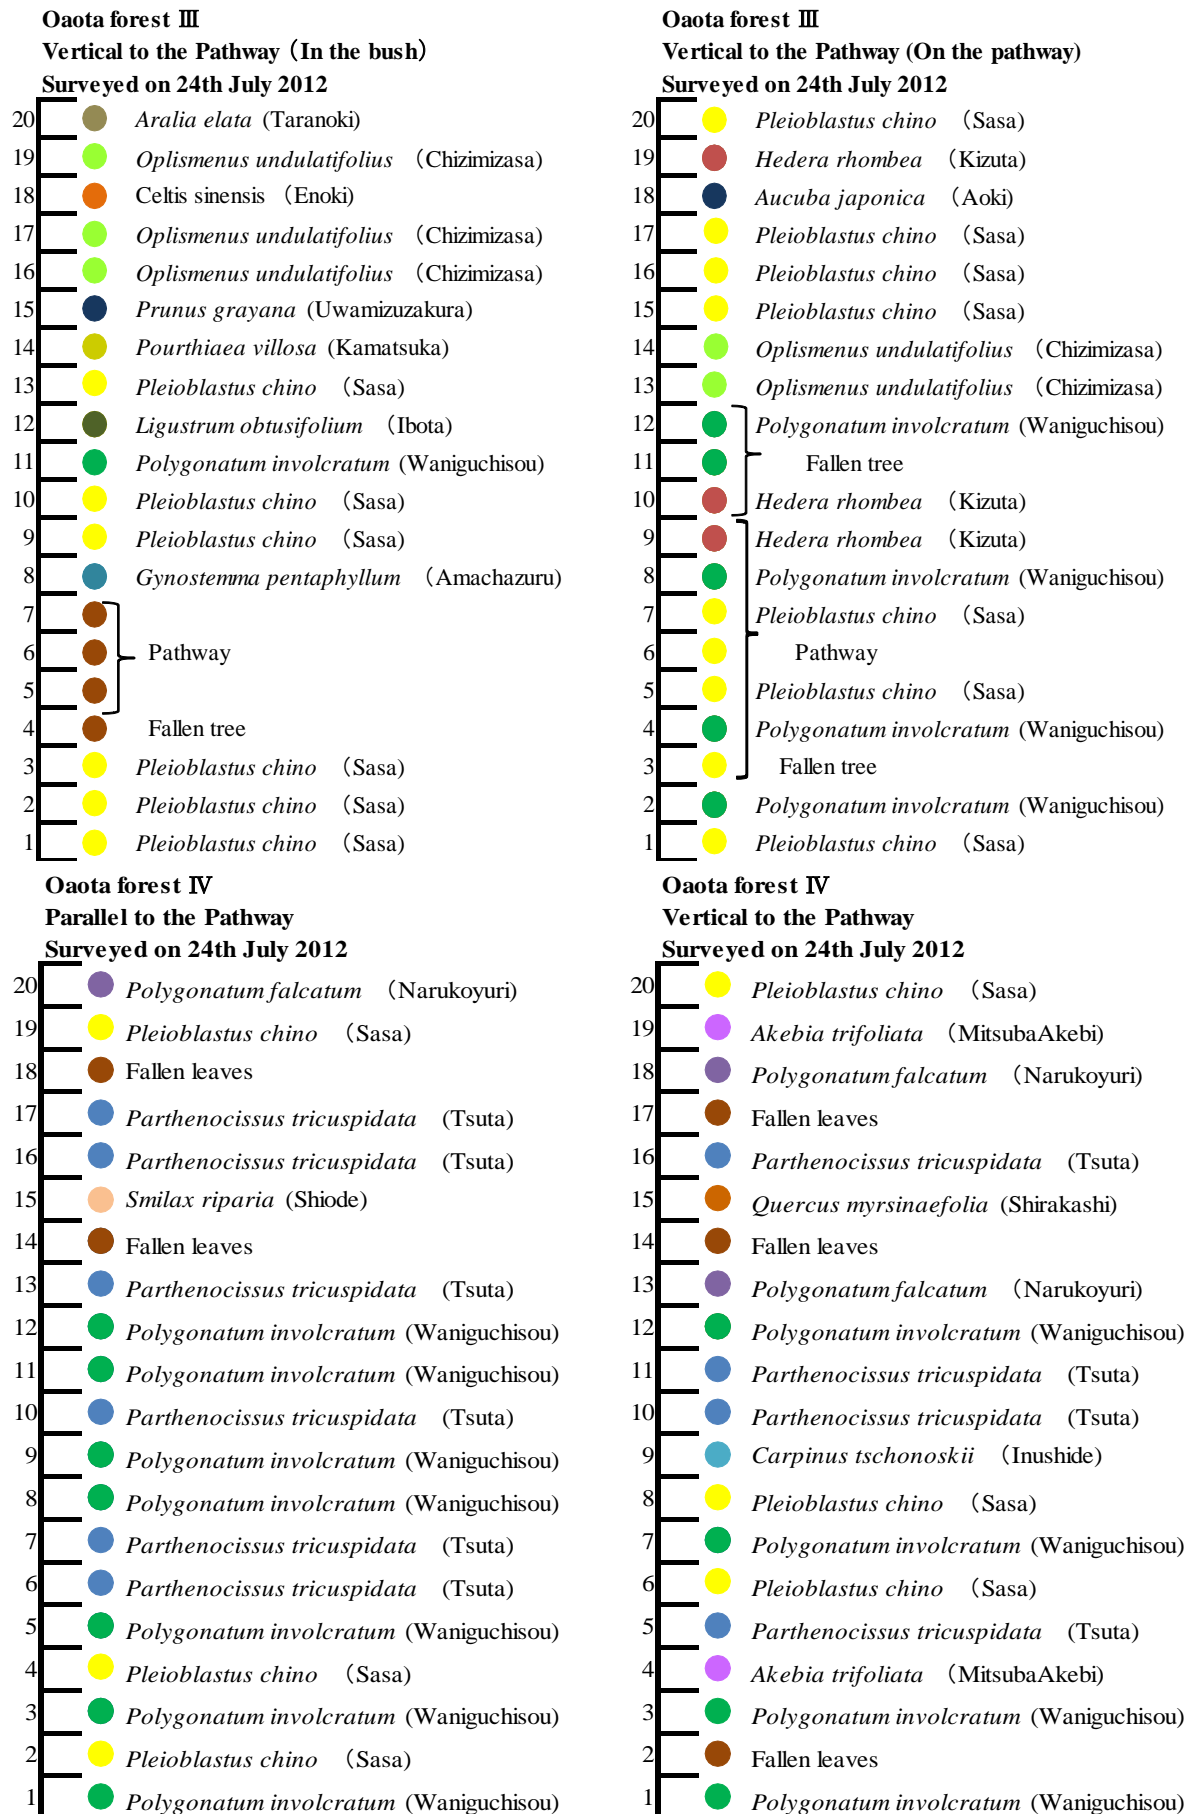 Oaota forest Ⅲ
Vertical to the Pathway（In the bush）
Surveyed on 24th July 2012
20 Aralia elata (Taranoki)
19 Oplismenus undulatifolius （Chizimizasa)
18 Celtis sinensis （Enoki)
17 Oplismenus undulatifolius （Chizimizasa)
16 Oplismenus undulatifolius （Chizimizasa)
15 Prunus grayana (Uwamizuzakura)
14 Pourthiaea villosa (Kamatsuka)
13 Pleioblastus chino （Sasa)
12 Ligustrum obtusifolium （Ibota)
11 Polygonatum involcratum (Waniguchisou)
10 Pleioblastus chino （Sasa)
9 Pleioblastus chino （Sasa)
8 Gynostemma pentaphyllum （Amachazuru)
7
6 Pathway
5
4 Fallen tree
3 Pleioblastus chino （Sasa)
2 Pleioblastus chino （Sasa)
1 Pleioblastus chino （Sasa)
Oaota forest Ⅲ
Vertical to the Pathway (On the pathway)
Surveyed on 24th July 2012
20 Pleioblastus chino （Sasa)
19 Hedera rhombea （Kizuta)
18 Aucuba japonica （Aoki)
17 Pleioblastus chino （Sasa)
16 Pleioblastus chino （Sasa)
15 Pleioblastus chino （Sasa)
14 Oplismenus undulatifolius （Chizimizasa)
13 Oplismenus undulatifolius （Chizimizasa)
12 Polygonatum involcratum (Waniguchisou)
11 Fallen tree
10 Hedera rhombea （Kizuta)
9 Hedera rhombea （Kizuta)
8 Polygonatum involcratum (Waniguchisou)
7 Pleioblastus chino （Sasa)
6 Pathway
5 Pleioblastus chino （Sasa)
4 Polygonatum involcratum (Waniguchisou)
3 Fallen tree
2 Polygonatum involcratum (Waniguchisou)
1 Pleioblastus chino （Sasa)
Oaota forest Ⅳ
Parallel to the Pathway
Surveyed on 24th July 2012
20 Polygonatum falcatum （Narukoyuri)
19 Pleioblastus chino （Sasa)
18 Fallen leaves
17 Parthenocissus tricuspidata (Tsuta)
16 Parthenocissus tricuspidata (Tsuta)
15 Smilax riparia (Shiode)
14 Fallen leaves
13 Parthenocissus tricuspidata (Tsuta)
12 Polygonatum involcratum (Waniguchisou)
11 Polygonatum involcratum (Waniguchisou)
10 Parthenocissus tricuspidata (Tsuta)
9 Polygonatum involcratum (Waniguchisou)
8 Polygonatum involcratum (Waniguchisou)
7 Parthenocissus tricuspidata (Tsuta)
6 Parthenocissus tricuspidata (Tsuta)
5 Polygonatum involcratum (Waniguchisou)
4 Pleioblastus chino （Sasa)
3 Polygonatum involcratum (Waniguchisou)
2 Pleioblastus chino （Sasa)
1 Polygonatum involcratum (Waniguchisou)
Oaota forest Ⅳ
Vertical to the Pathway
Surveyed on 24th July 2012
20 Pleioblastus chino （Sasa)
19 Akebia trifoliata （MitsubaAkebi)
18 Polygonatum falcatum （Narukoyuri)
17 Fallen leaves
16 Parthenocissus tricuspidata (Tsuta)
15 Quercus myrsinaefolia (Shirakashi)
14 Fallen leaves
13 Polygonatum falcatum （Narukoyuri)
12 Polygonatum involcratum (Waniguchisou)
11 Parthenocissus tricuspidata (Tsuta)
10 Parthenocissus tricuspidata (Tsuta)
9 Carpinus tschonoskii （Inushide)
8 Pleioblastus chino （Sasa)
7 Polygonatum involcratum (Waniguchisou)
6 Pleioblastus chino （Sasa)
5 Parthenocissus tricuspidata (Tsuta)
4 Akebia trifoliata （MitsubaAkebi)
3 Polygonatum involcratum (Waniguchisou)
2 Fallen leaves
1 Polygonatum involcratum (Waniguchisou)